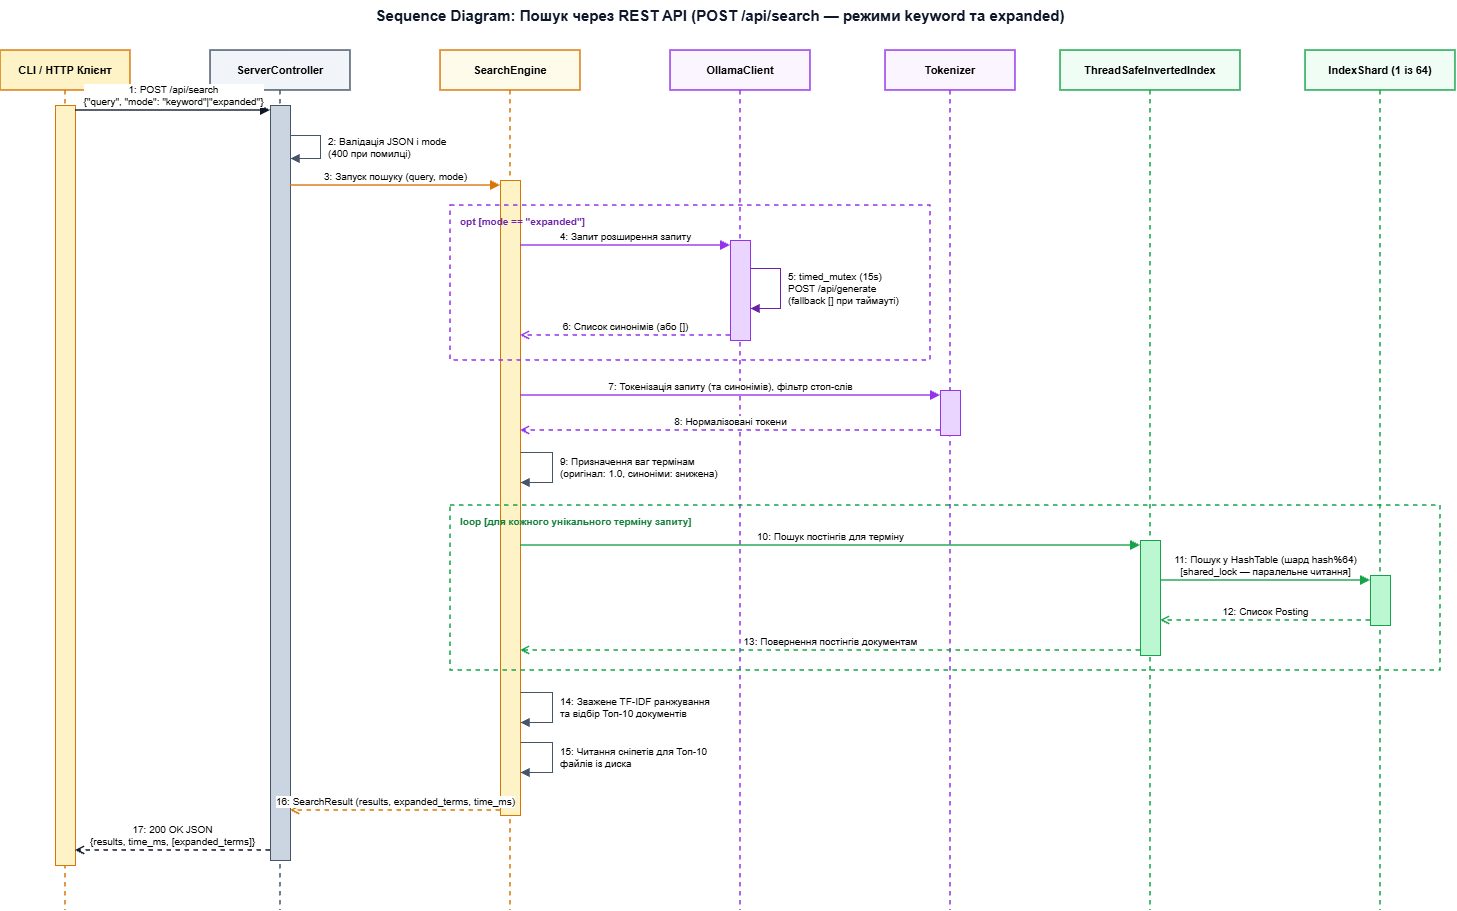 Sequence Diagram: Пошук через REST API (POST /api/search — режими keyword та expanded)
CLI / HTTP Клієнт
ServerController
SearchEngine
OllamaClient
Tokenizer
ThreadSafeInvertedIndex
IndexShard (1 із 64)
1: POST /api/search
{"query", "mode": "keyword"|"expanded"}
2: Валідація JSON і mode
(400 при помилці)
3: Запуск пошуку (query, mode)
opt [mode == "expanded"]
4: Запит розширення запиту
5: timed_mutex (15s)
POST /api/generate
(fallback [] при таймауті)
6: Список синонімів (або [])
7: Токенізація запиту (та синонімів), фільтр стоп-слів
8: Нормалізовані токени
9: Призначення ваг термінам
(оригінал: 1.0, синоніми: знижена)
loop [для кожного унікального терміну запиту]
10: Пошук постінгів для терміну
11: Пошук у HashTable (шард hash%64)
[shared_lock — паралельне читання]
12: Список Posting
13: Повернення постінгів документам
14: Зважене TF-IDF ранжування
та відбір Топ-10 документів
15: Читання сніпетів для Топ-10
файлів із диска
16: SearchResult (results, expanded_terms, time_ms)
17: 200 OK JSON
{results, time_ms, [expanded_terms]}